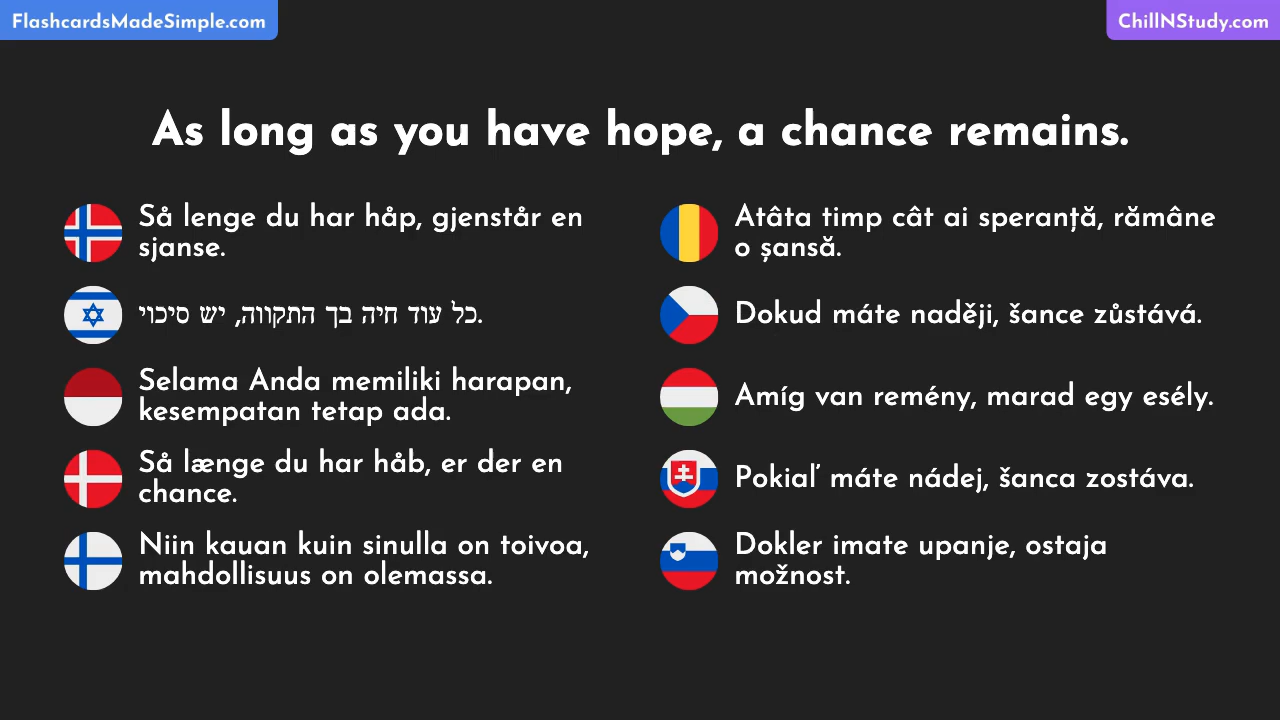 FlashcardsMadeSimple.com
ChillNStudy.com
As long as you have hope, a chance remains.
Så lenge du har håp, gjenstår en
sjanse.
כל עוד חיה בך התקווה, יש סיכוי.
Selama Anda memiliki harapan,
kesempatan tetap ada.
Så længe du har håb, er der en
chance.
Niin kauan kuin sinulla on toivoa,
mahdollisuus on olemassa.
Atâta timp cât ai speranță, rămâne
o șansă.
Dokud máte naději, šance zůstává.
Amíg van remény, marad egy esély.
Pokiaľ máte nádej, šanca zostáva.
Dokler imate upanje, ostaja
možnost.